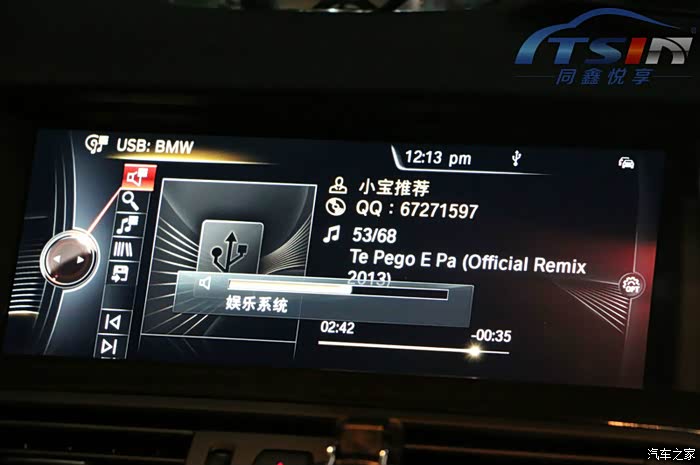 TSIN
同鑫悦享
USB: BMW
12:13 pm
小宝推荐
QQ：67271597
53/68
Te Pego E Pa (Official Remix
2013)
娱乐系统
02:42
-00:35
OPT
汽车之家